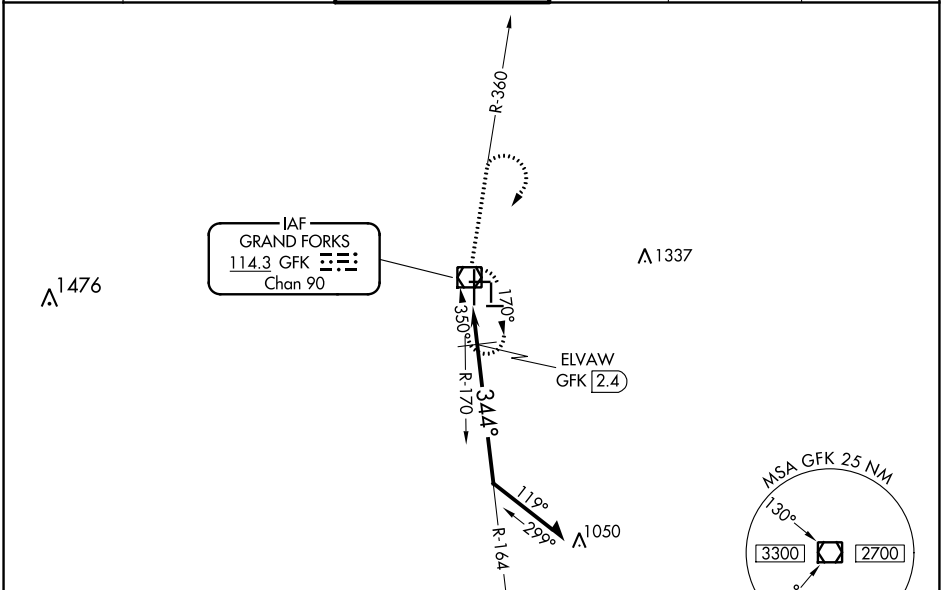 R-360
IAF
GRAND FORKS
114.3 GFK
Chan 90
1337
1476
170°
350°
ELVAW
GFK 2.4
R-170
344°
MSA GFK 25 NM
119°
299°
1050
130°
R-164
3300
2700